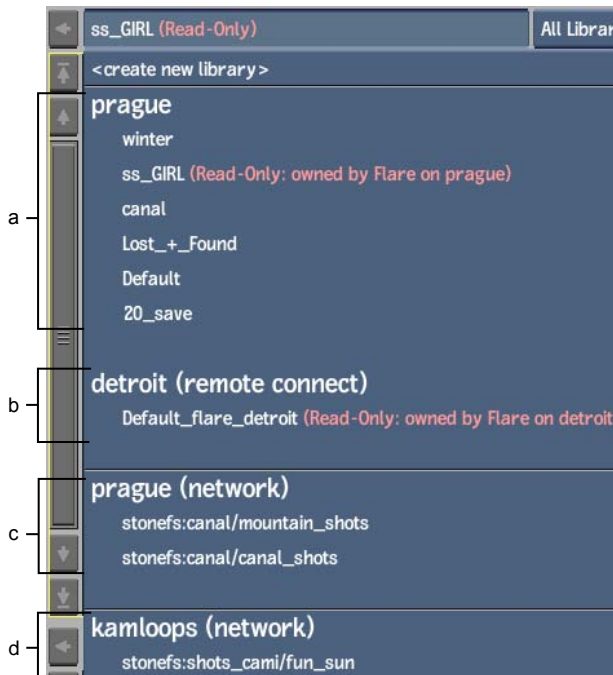 ss_GIRL (Read-Only) All Librar
<create new library>
prague
winter
ss_GIRL (Read-Only: owned by Flare on prague)
canal
a
Lost_+_Found
Default
20_save
detroit (remote connect)
b
Default_flare_detroit (Read-Only: owned by Flare on detroit
prague (network)
stonefs:canal/mountain_shots
c
stonefs:canal/canal_shots
kamloops (network)
d
stonefs:shots_cami/fun_sun